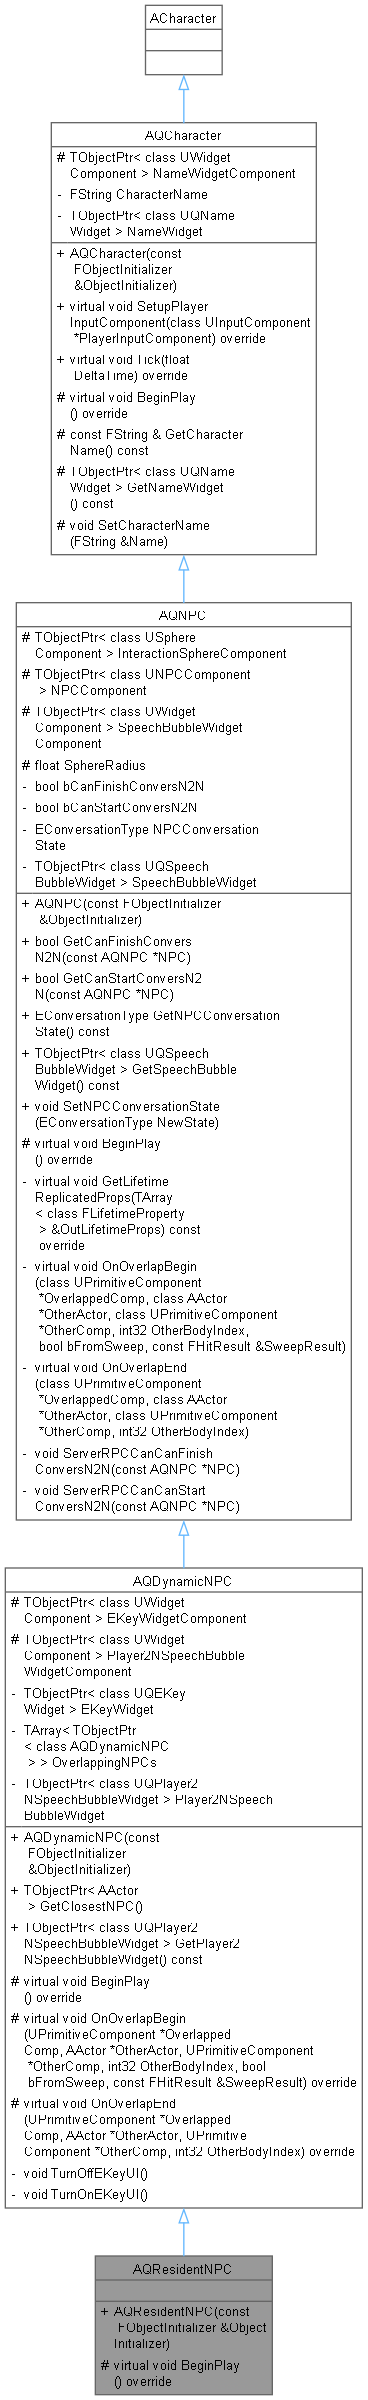 ACharacter
AQCharacter
# TObjectPtr< class UWidget
Component > NameWidgetComponent
- FString CharacterName
- TObjectPtr< class UQName
Widget > NameWidget
+ AQCharacter(const
FObjectInitializer
&ObjectInitializer)
+ virtual void SetupPlayer
InputComponent(class UInputComponent
*PlayerInputComponent) override
+ virtual void Tick(float
DeltaTime) override
# virtual void BeginPlay
() override
# const FString & GetCharacter
Name() const
# TObjectPtr< class UQName
Widget > GetNameWidget
() const
# void SetCharacterName
(FString &Name)
AQNPC
# TObjectPtr< class USphere
Component > InteractionSphereComponent
# TObjectPtr< class UNPCComponent
> NPCComponent
# TObjectPtr< class UWidget
Component > SpeechBubbleWidget
Component
# float SphereRadius
- bool bCanFinishConversN2N
- bool bCanStartConversN2N
- EConversationType NPCConversation
State
- TObjectPtr< class UQSpeech
BubbleWidget > SpeechBubbleWidget
+ AQNPC(const FObjectInitializer
&ObjectInitializer)
+ bool GetCanFinishConvers
N2N(const AQNPC *NPC)
+ bool GetCanStartConversN2
N(const AQNPC *NPC)
+ EConversationType GetNPCConversation
State() const
+ TObjectPtr< class UQSpeech
BubbleWidget > GetSpeechBubble
Widget() const
+ void SetNPCConversationState
(EConversationType NewState)
# virtual void BeginPlay
() override
- virtual void GetLifetime
ReplicatedProps(TArray
< class FLifetimeProperty
> &OutLifetimeProps) const
override
- virtual void OnOverlapBegin
(class UPrimitiveComponent
*OverlappedComp, class AActor
*OtherActor, class UPrimitiveComponent
*OtherComp, int32 OtherBodyIndex,
bool bFromSweep, const FHitResult &SweepResult)
- virtual void OnOverlapEnd
(class UPrimitiveComponent
*OverlappedComp, class AActor
*OtherActor, class UPrimitiveComponent
*OtherComp, int32 OtherBodyIndex)
- void ServerRPCCanCanFinish
ConversN2N(const AQNPC *NPC)
- void ServerRPCCanCanStart
ConversN2N(const AQNPC *NPC)
AQDynamicNPC
# TObjectPtr< class UWidget
Component > EKeyWidgetComponent
# TObjectPtr< class UWidget
Component > Player2NSpeechBubble
WidgetComponent
- TObjectPtr< class UQEKey
Widget > EKeyWidget
- TArray< TObjectPtr
< class AQDynamicNPC
> > OverlappingNPCs
- TObjectPtr< class UQPlayer2
NSpeechBubbleWidget > Player2NSpeech
BubbleWidget
+ AQDynamicNPC(const
FObjectInitializer
&ObjectInitializer)
+ TObjectPtr< AActor
> GetClosestNPC()
+ TObjectPtr< class UQPlayer2
NSpeechBubbleWidget > GetPlayer2
NSpeechBubbleWidget() const
# virtual void BeginPlay
() override
# virtual void OnOverlapBegin
(UPrimitiveComponent *Overlapped
Comp, AActor *OtherActor, UPrimitiveComponent
*OtherComp, int32 OtherBodyIndex, bool
bFromSweep, const FHitResult &SweepResult) override
# virtual void OnOverlapEnd
(UPrimitiveComponent *Overlapped
Comp, AActor *OtherActor, UPrimitive
Component *OtherComp, int32 OtherBodyIndex) override
- void TurnOffEKeyUI()
- void TurnOnEKeyUI()
AQResidentNPC
+ AQResidentNPC(const
FObjectInitializer &Object
Initializer)
# virtual void BeginPlay
() override